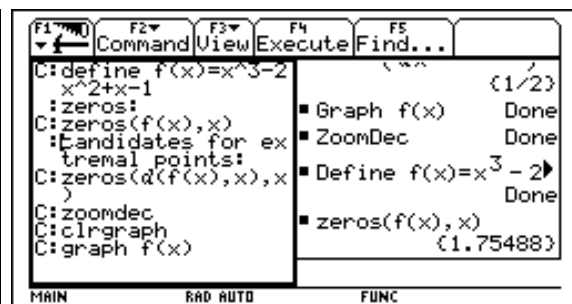 F1 F2 F3 F4 F5
Command View Execute Find...
C:define f(x)=x^3-2
x^2+x-1
:zeros:
C:zeros(f(x),x)
:Candidates for ex
tremal points:
C:zeros(d(f(x),x),x
)
C:zoomdec
C:clrgraph
C:graph f(x)
{1/2}
▪ Graph f(x) Done
▪ ZoomDec Done
▪ Define f(x)=x³ - 2▶
Done
▪ zeros(f(x),x)
{1.75488}
MAIN RAD AUTO FUNC